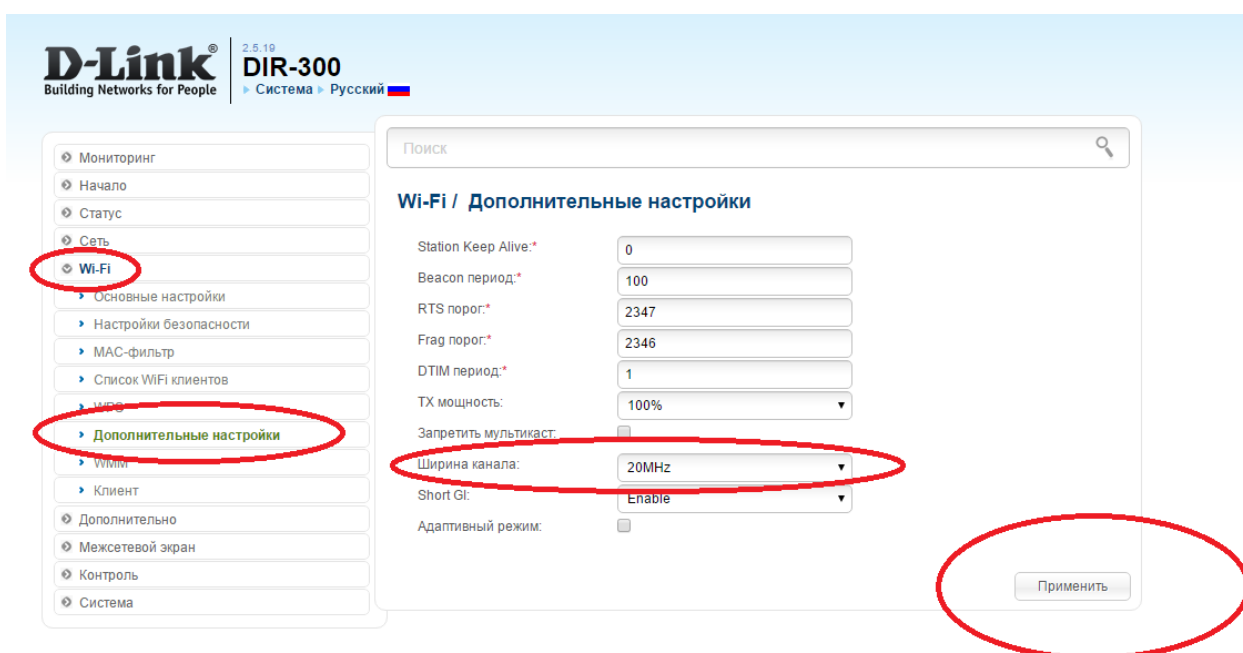 D-Link®
Building Networks for People
2.5.19
DIR-300
Система Русский
Мониторинг
Начало
Статус
Сеть
Wi-Fi
Основные настройки
Настройки безопасности
MAC-фильтр
Список WiFi клиентов
WPS
Дополнительные настройки
WMM
Клиент
Дополнительно
Межсетевой экран
Контроль
Система
Поиск
Wi-Fi / Дополнительные настройки
Station Keep Alive:* 0
Beacon период:* 100
RTS порог:* 2347
Frag порог:* 2346
DTIM период:* 1
TX мощность: 100%
Запретить мультикаст:
Ширина канала: 20MHz
Short GI: Enable
Адаптивный режим:
Применить